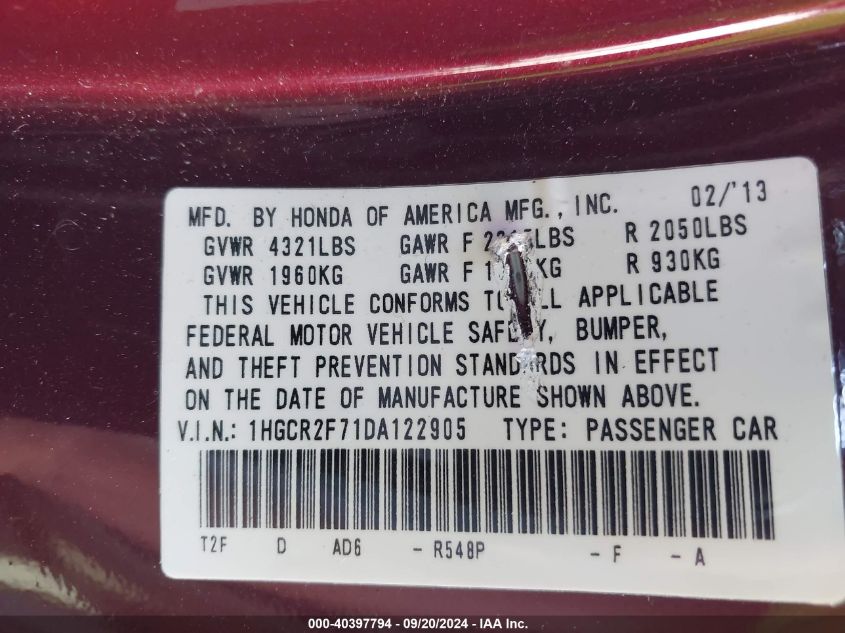 MFD. BY HONDA OF AMERICA MFG., INC. 02/'13
GVWR 4321LBS GAWR F R 2050LBS
GVWR 1960KG GAWR F R 930KG
THIS VEHICLE CONFORMS APPLICABLE
FEDERAL MOTOR VEHICLE SAFETY, BUMPER,
AND THEFT PREVENTION STANDARDS IN EFFECT
ON THE DATE OF MANUFACTURE SHOWN ABOVE.
V.I.N.: 1HGCR2F71DA122905 TYPE: PASSENGER CAR
T2F D AD6 - R548P - F - A
000-40397794 - 09/20/2024 - IAA Inc.